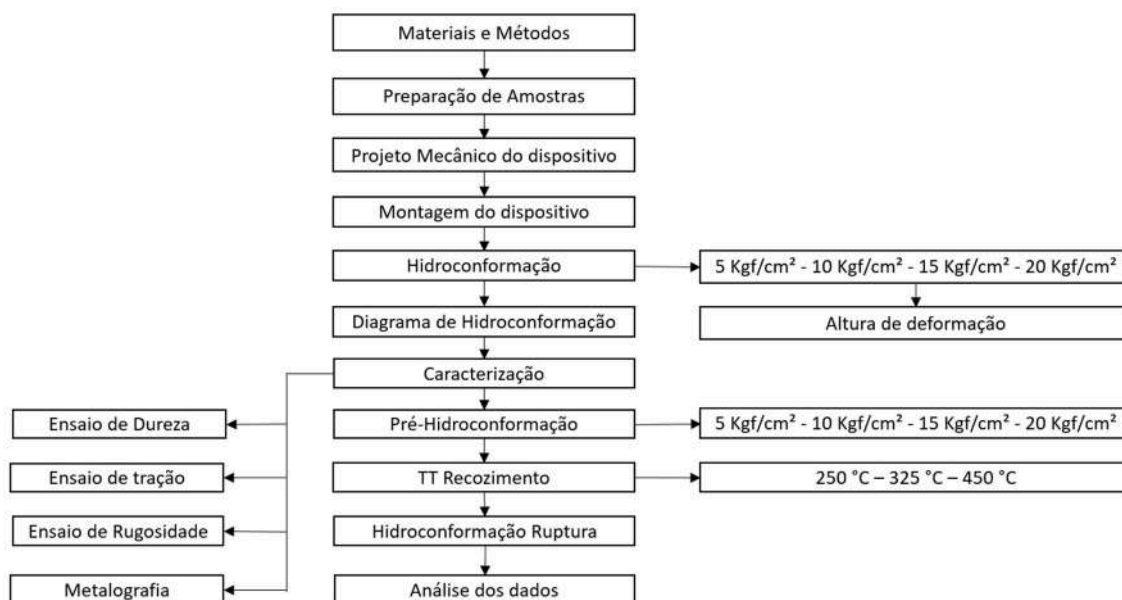 Materiais e Métodos
Preparação de Amostras
Projeto Mecânico do dispositivo
Montagem do dispositivo
Hidroconformação
5 Kgf/cm² - 10 Kgf/cm² - 15 Kgf/cm² - 20 Kgf/cm²
Diagrama de Hidroconformação
Altura de deformação
Caracterização
Ensaio de Dureza
Pré-Hidroconformação
5 Kgf/cm² - 10 Kgf/cm² - 15 Kgf/cm² - 20 Kgf/cm²
Ensaio de tração
TT Recozimento
250 °C – 325 °C – 450 °C
Ensaio de Rugosidade
Hidroconformação Ruptura
Metalografia
Análise dos dados